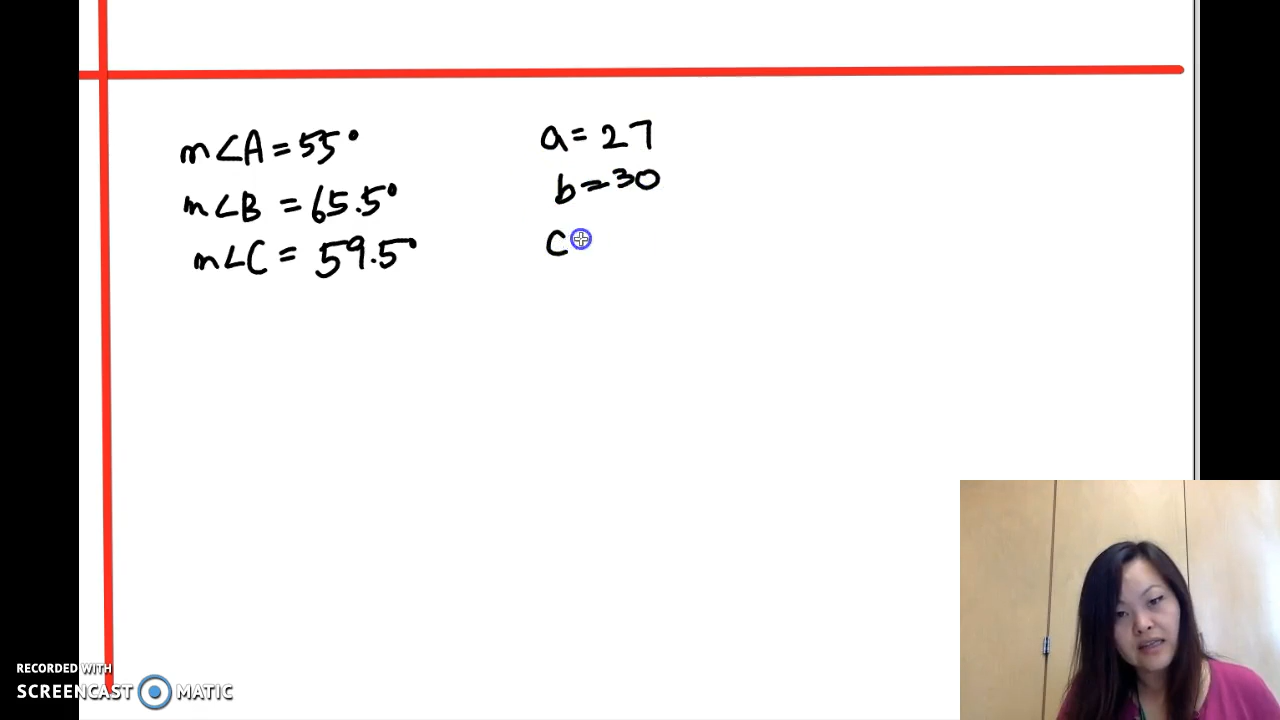 m∠A = 55°
a = 27
m∠B = 65.5°
b = 30
m∠C = 59.5°
c
RECORDED WITH
SCREENCAST MATIC